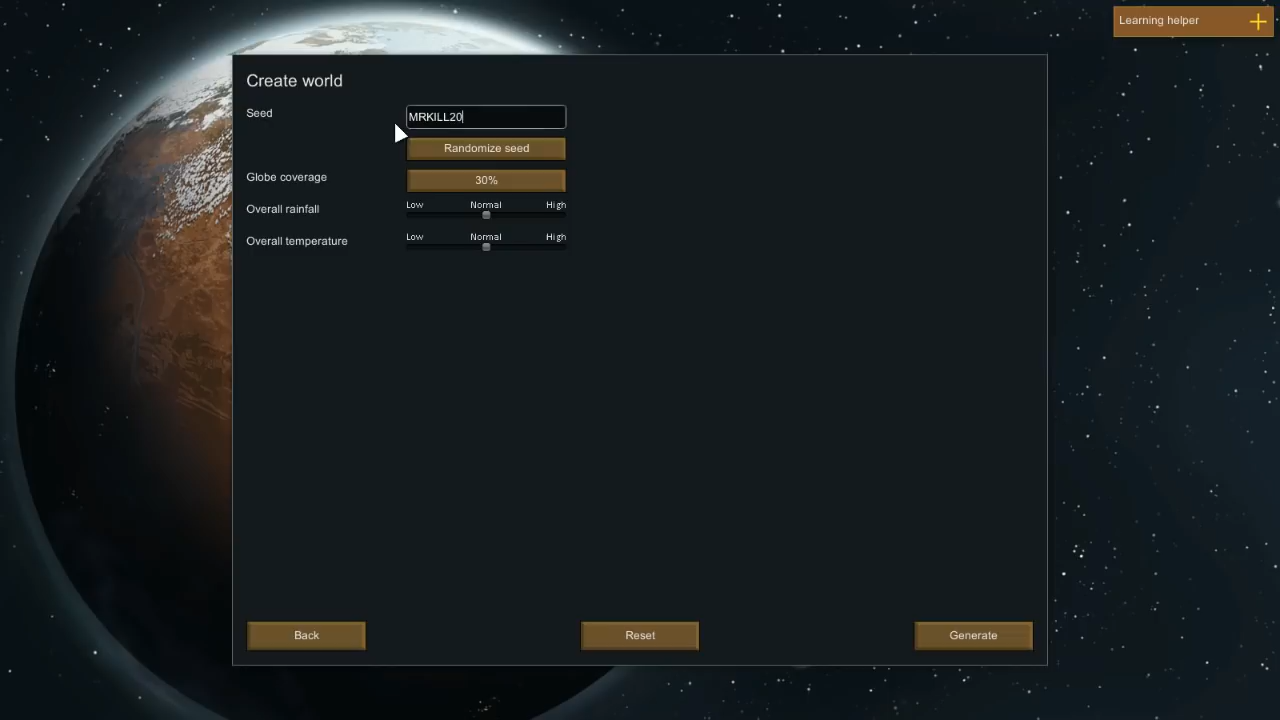 Learning helper
Create world
Seed
MRKILL20
Randomize seed
Globe coverage
30%
Overall rainfall
Low Normal High
Overall temperature
Low Normal High
Back
Reset
Generate